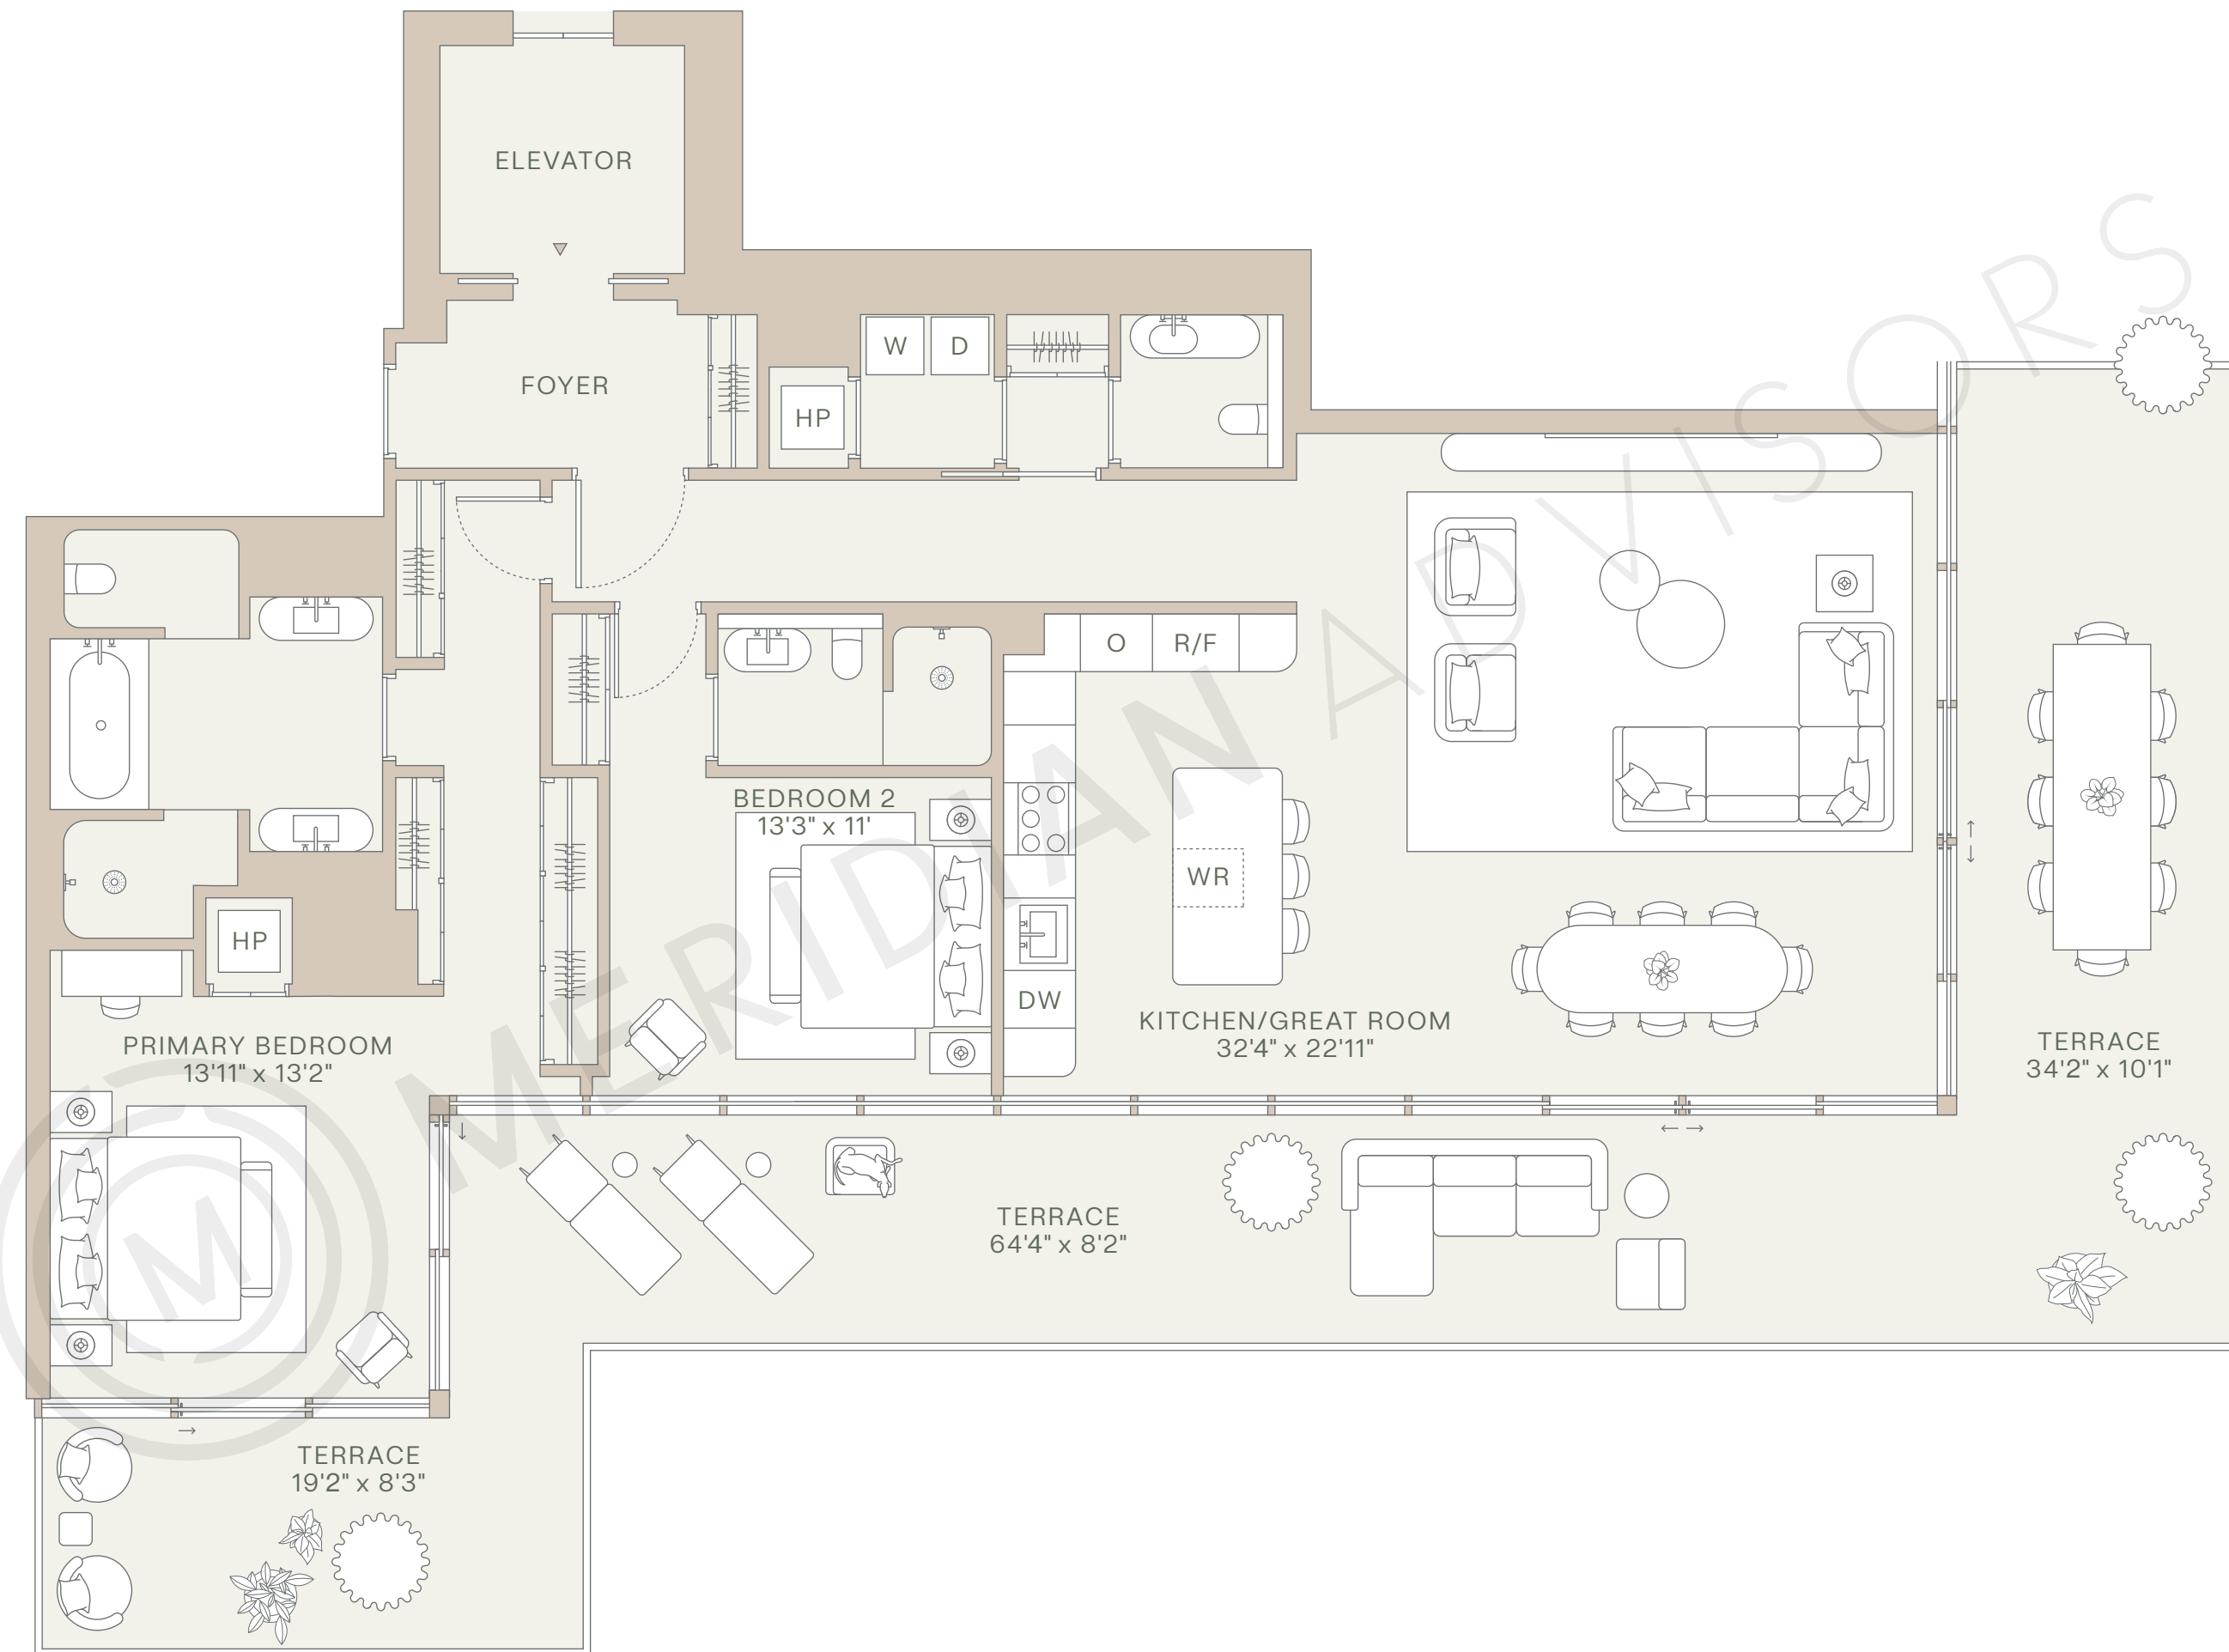 ELEVATOR
FOYER
W
D
HP
O
R/F
BEDROOM 2
13'3" x 11'
WR
HP
DW
KITCHEN/GREAT ROOM
32'4" x 22'11"
PRIMARY BEDROOM
13'11" x 13'2"
TERRACE
34'2" x 10'1"
TERRACE
64'4" x 8'2"
TERRACE
19'2" x 8'3"
M
MERIDIAN ADVISORS